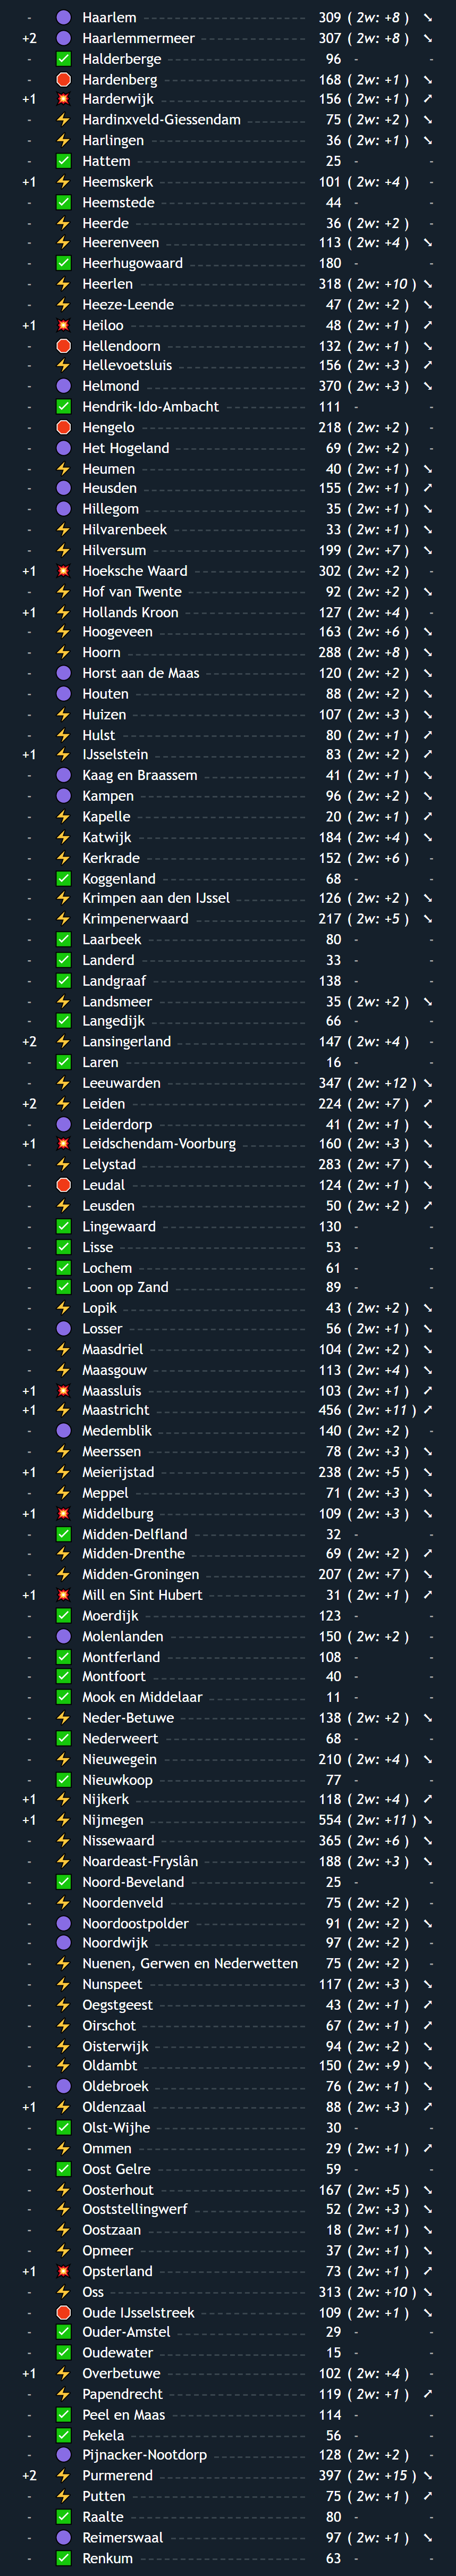 - 🟣 Haarlem 309 ( 2w: +8 ) ↘
+2 🟣 Haarlemmermeer 307 ( 2w: +8 ) ↘
- ✅ Halderberge 96 - -
- 🛑 Hardenberg 168 ( 2w: +1 ) ↘
+1 💥 Harderwijk 156 ( 2w: +1 ) ↗
- ⚡ Hardinxveld-Giessendam 75 ( 2w: +2 ) ↘
- ⚡ Harlingen 36 ( 2w: +1 ) ↘
- ✅ Hattem 25 - -
+1 ⚡ Heemskerk 101 ( 2w: +4 ) -
- ✅ Heemstede 44 - -
- ⚡ Heerde 36 ( 2w: +2 ) -
- ⚡ Heerenveen 113 ( 2w: +4 ) ↘
- ✅ Heerhugowaard 180 - -
- ⚡ Heerlen 318 ( 2w: +10 ) ↘
- ⚡ Heeze-Leende 47 ( 2w: +2 ) ↘
+1 💥 Heiloo 48 ( 2w: +1 ) ↗
- 🛑 Hellendoorn 132 ( 2w: +1 ) ↘
- ⚡ Hellevoetsluis 156 ( 2w: +3 ) ↗
- 🟣 Helmond 370 ( 2w: +3 ) ↘
- ✅ Hendrik-Ido-Ambacht 111 - -
- 🛑 Hengelo 218 ( 2w: +2 ) -
- 🟣 Het Hogeland 69 ( 2w: +2 ) -
- ⚡ Heumen 40 ( 2w: +1 ) ↘
- 🟣 Heusden 155 ( 2w: +1 ) ↗
- 🟣 Hillegom 35 ( 2w: +1 ) ↘
- ⚡ Hilvarenbeek 33 ( 2w: +1 ) ↘
- ⚡ Hilversum 199 ( 2w: +7 ) ↘
+1 💥 Hoeksche Waard 302 ( 2w: +2 ) -
- ⚡ Hof van Twente 92 ( 2w: +2 ) ↘
+1 ⚡ Hollands Kroon 127 ( 2w: +4 ) -
- ⚡ Hoogeveen 163 ( 2w: +6 ) ↘
- ⚡ Hoorn 288 ( 2w: +8 ) ↘
- 🟣 Horst aan de Maas 120 ( 2w: +2 ) ↘
- 🟣 Houten 88 ( 2w: +2 ) ↘
- ⚡ Huizen 107 ( 2w: +3 ) ↘
- ⚡ Hulst 80 ( 2w: +1 ) ↗
+1 ⚡ IJsselstein 83 ( 2w: +2 ) ↗
- 🟣 Kaag en Braassem 41 ( 2w: +1 ) ↘
- 🟣 Kampen 96 ( 2w: +2 ) ↘
- ⚡ Kapelle 20 ( 2w: +1 ) ↗
- ⚡ Katwijk 184 ( 2w: +4 ) ↘
- ⚡ Kerkrade 152 ( 2w: +6 ) -
- ✅ Koggenland 68 - -
- ⚡ Krimpen aan den IJssel 126 ( 2w: +2 ) ↘
- ⚡ Krimpenerwaard 217 ( 2w: +5 ) ↘
- ✅ Laarbeek 80 - -
- ✅ Landerd 33 - -
- ✅ Landgraaf 138 - -
- ⚡ Landsmeer 35 ( 2w: +2 ) ↘
- ✅ Langedijk 66 - -
+2 ⚡ Lansingerland 147 ( 2w: +4 ) -
- ✅ Laren 16 - -
- ⚡ Leeuwarden 347 ( 2w: +12 ) ↘
+2 ⚡ Leiden 224 ( 2w: +7 ) ↗
- 🟣 Leiderdorp 41 ( 2w: +1 ) ↘
+1 💥 Leidschendam-Voorburg 160 ( 2w: +3 ) ↘
- ⚡ Lelystad 283 ( 2w: +7 ) ↘
- 🛑 Leudal 124 ( 2w: +1 ) ↘
- ⚡ Leusden 50 ( 2w: +2 ) ↗
- ✅ Lingewaard 130 - -
- ✅ Lisse 53 - -
- ✅ Lochem 61 - -
- ✅ Loon op Zand 89 - -
- ⚡ Lopik 43 ( 2w: +2 ) ↘
- 🟣 Losser 56 ( 2w: +1 ) ↘
- ⚡ Maasdriel 104 ( 2w: +2 ) ↘
- ⚡ Maasgouw 113 ( 2w: +4 ) ↘
+1 💥 Maassluis 103 ( 2w: +1 ) ↗
+1 ⚡ Maastricht 456 ( 2w: +11 ) ↗
- 🟣 Medemblik 140 ( 2w: +2 ) -
- ⚡ Meerssen 78 ( 2w: +3 ) ↘
+1 ⚡ Meierijstad 238 ( 2w: +5 ) ↘
- ⚡ Meppel 71 ( 2w: +3 ) ↘
+1 💥 Middelburg 109 ( 2w: +3 ) ↘
- ✅ Midden-Delfland 32 - -
- ⚡ Midden-Drenthe 69 ( 2w: +2 ) ↗
- ⚡ Midden-Groningen 207 ( 2w: +7 ) ↘
+1 💥 Mill en Sint Hubert 31 ( 2w: +1 ) ↗
- ✅ Moerdijk 123 - -
- 🟣 Molenlanden 150 ( 2w: +2 ) -
- ✅ Montferland 108 - -
- ✅ Montfoort 40 - -
- ✅ Mook en Middelaar 11 - -
- ⚡ Neder-Betuwe 138 ( 2w: +2 ) ↘
- ✅ Nederweert 68 - -
- ⚡ Nieuwegein 210 ( 2w: +4 ) ↘
- ✅ Nieuwkoop 77 - -
+1 ⚡ Nijkerk 118 ( 2w: +4 ) ↗
+1 ⚡ Nijmegen 554 ( 2w: +11 ) ↘
- ⚡ Nissewaard 365 ( 2w: +6 ) ↘
- ⚡ Noardeast-Fryslân 188 ( 2w: +3 ) ↘
- ✅ Noord-Beveland 25 - -
- ⚡ Noordenveld 75 ( 2w: +2 ) -
- 🟣 Noordoostpolder 91 ( 2w: +2 ) ↘
- 🟣 Noordwijk 97 ( 2w: +2 ) -
- ⚡ Nuenen, Gerwen en Nederwetten 75 ( 2w: +2 ) -
- ⚡ Nunspeet 117 ( 2w: +3 ) ↘
- ⚡ Oegstgeest 43 ( 2w: +1 ) ↗
- ⚡ Oirschot 67 ( 2w: +1 ) ↗
- ⚡ Oisterwijk 94 ( 2w: +2 ) ↘
- ⚡ Oldambt 150 ( 2w: +9 ) ↘
- 🟣 Oldebroek 76 ( 2w: +1 ) ↘
+1 ⚡ Oldenzaal 88 ( 2w: +3 ) ↗
- ✅ Olst-Wijhe 30 - -
- ⚡ Ommen 29 ( 2w: +1 ) ↗
- ✅ Oost Gelre 59 - -
- ⚡ Oosterhout 167 ( 2w: +5 ) ↘
- ⚡ Ooststellingwerf 52 ( 2w: +3 ) ↘
- ⚡ Oostzaan 18 ( 2w: +1 ) ↘
- ⚡ Opmeer 37 ( 2w: +1 ) ↘
+1 💥 Opsterland 73 ( 2w: +1 ) ↗
- ⚡ Oss 313 ( 2w: +10 ) ↘
- 🛑 Oude IJsselstreek 109 ( 2w: +1 ) ↘
- ✅ Ouder-Amstel 29 - -
- ✅ Oudewater 15 - -
+1 ⚡ Overbetuwe 102 ( 2w: +4 ) -
- ⚡ Papendrecht 119 ( 2w: +1 ) ↗
- ✅ Peel en Maas 114 - -
- ✅ Pekela 56 - -
- 🟣 Pijnacker-Nootdorp 128 ( 2w: +2 ) -
+2 ⚡ Purmerend 397 ( 2w: +15 ) ↘
- ⚡ Putten 75 ( 2w: +1 ) ↗
- ✅ Raalte 80 - -
- 🟣 Reimerswaal 97 ( 2w: +1 ) ↘
- ✅ Renkum 63 - -